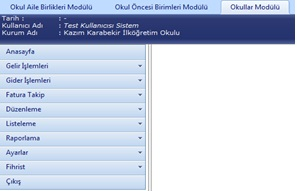 Okul Aile Birlikleri Modülü Okul Öncesi Birimleri Modülü Okullar Modülü
Tarih : : -
Kullanıcı Adı : Test Kullanıcısı Sistem
Kurum Adı : Kazım Karabekir İlköğretim Okulu
Anasayfa
Gelir İşlemleri
Gider İşlemleri
Fatura Takip
Düzenleme
Listeleme
Raporlama
Ayarlar
Fihrist
Çıkış